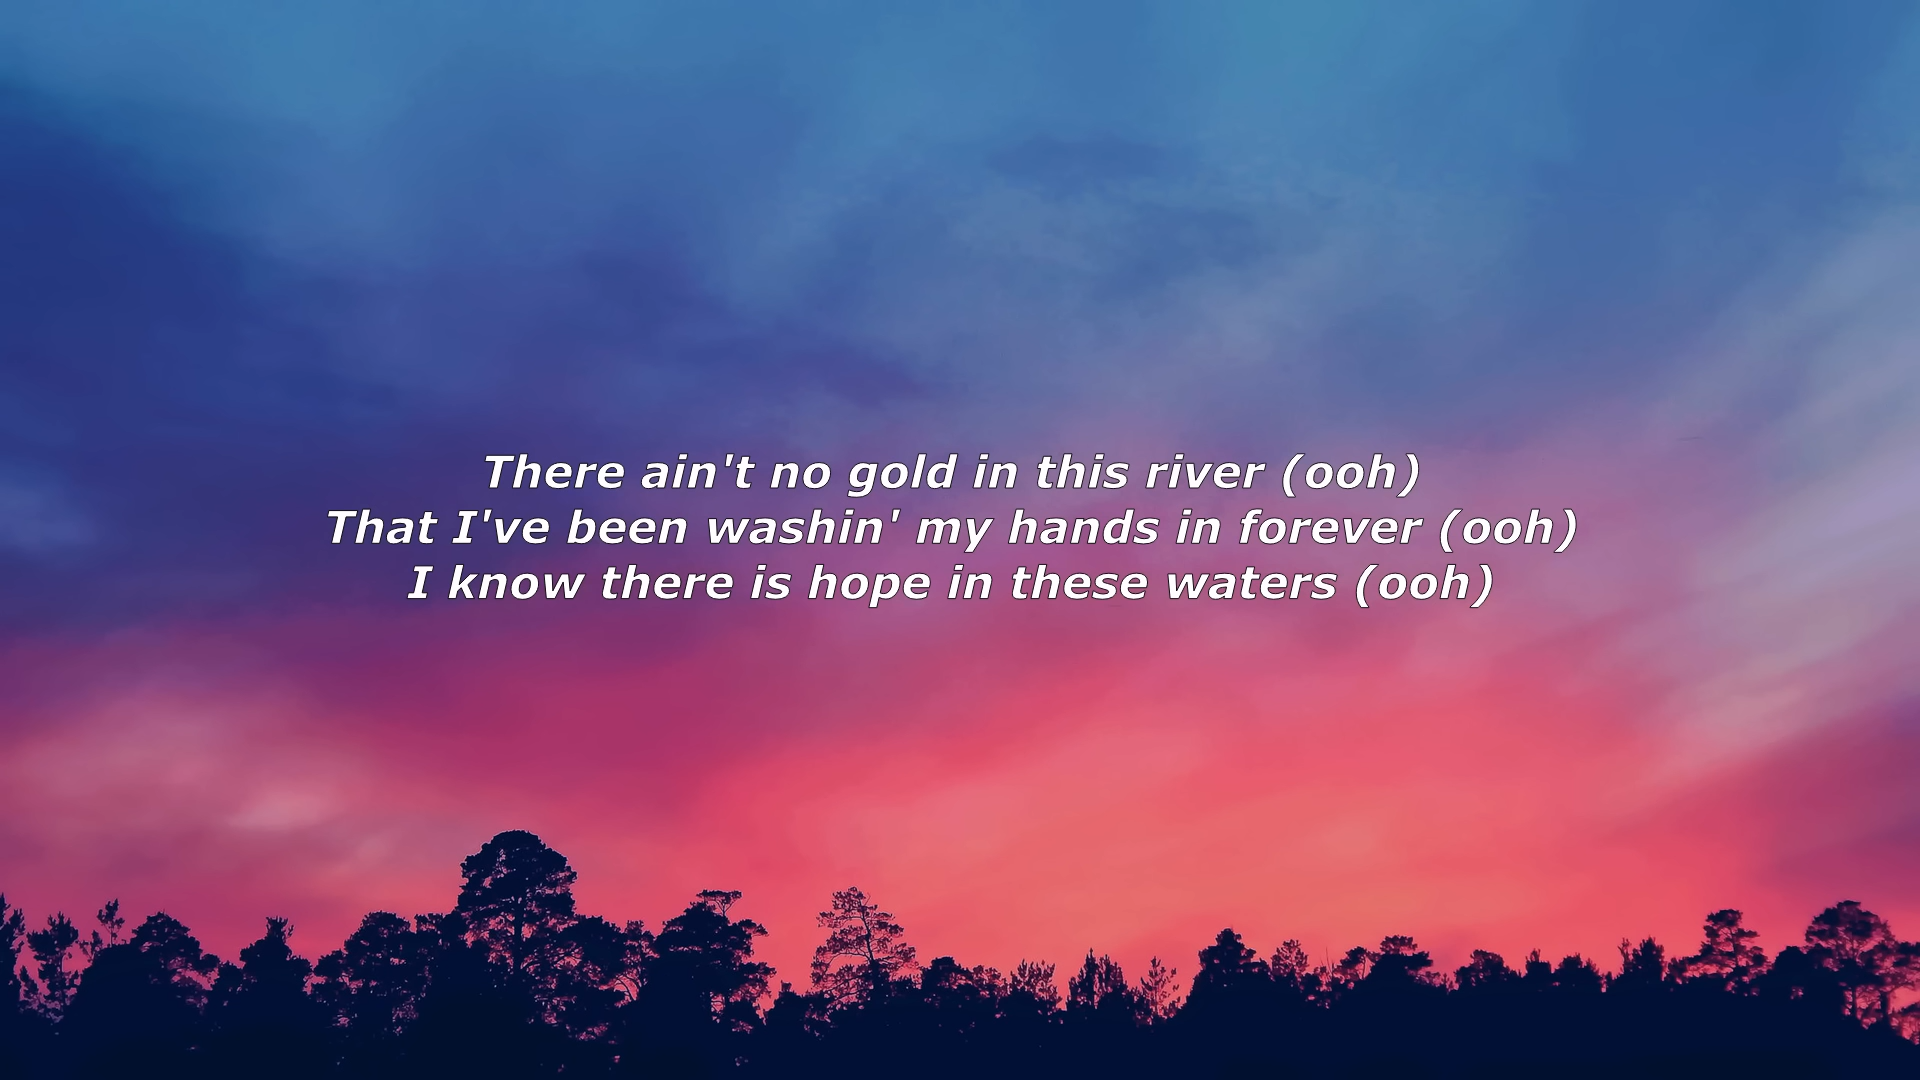 There ain't no gold in this river (ooh)
That I've been washin' my hands in forever (ooh)
I know there is hope in these waters (ooh)